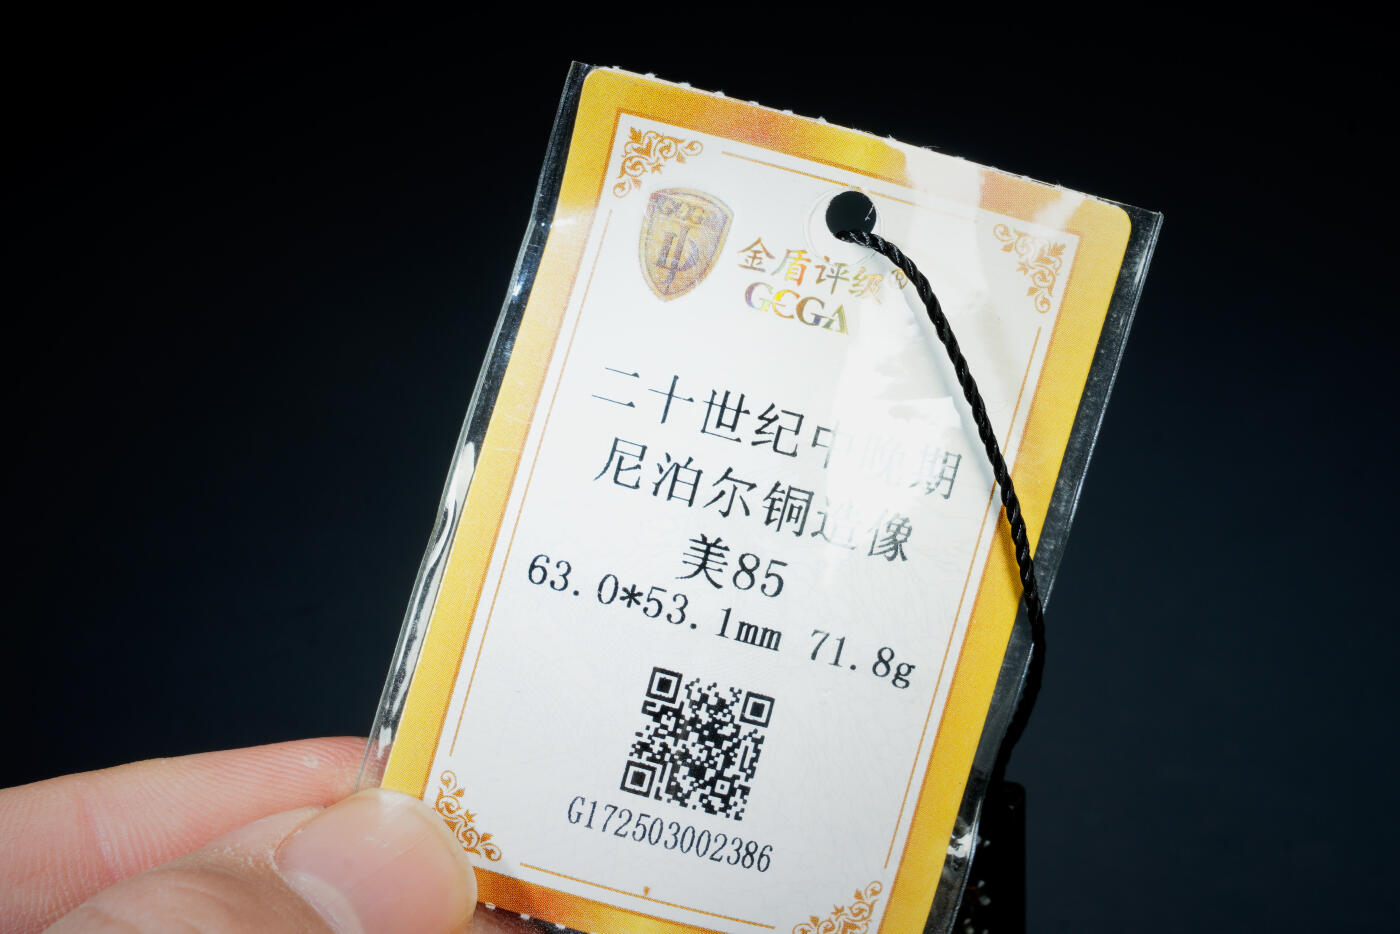 金盾评级®
GCGA
二十世纪中晚期
尼泊尔铜造像
美85
63.0*53.1mm 71.8g
G172503002386